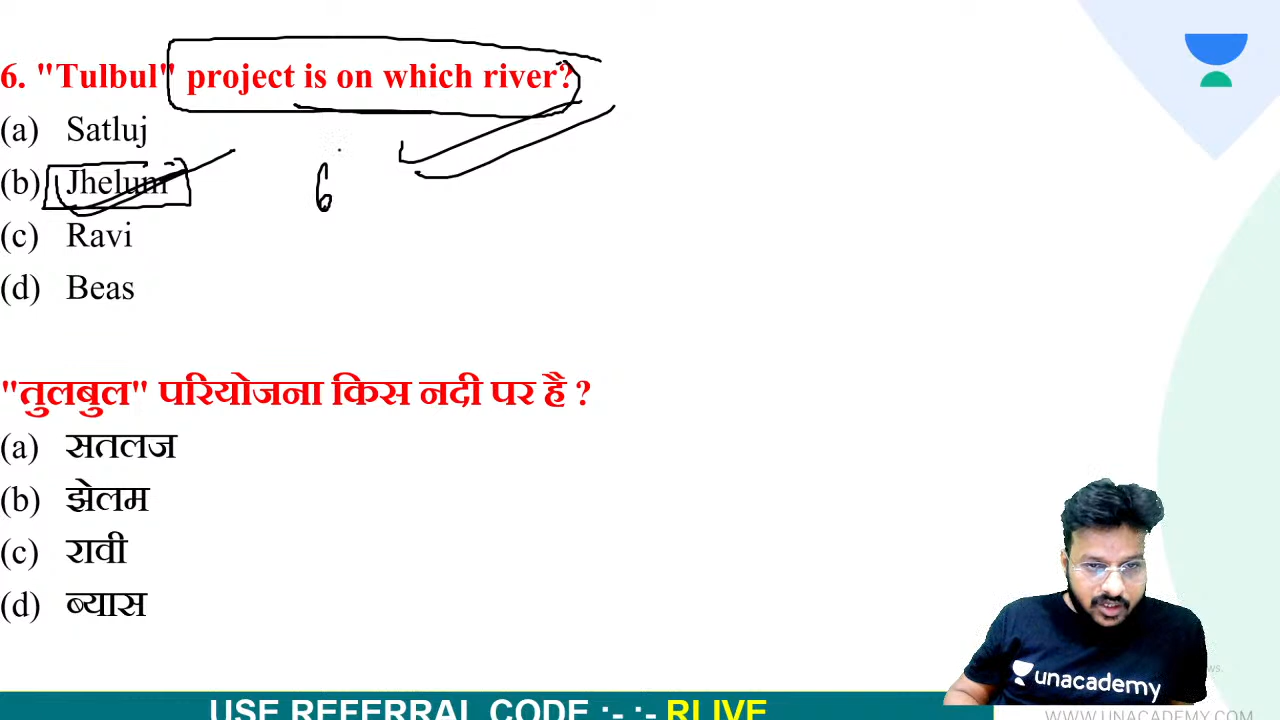 6. "Tulbul" project is on which river?
(a) Satluj
(b) Jhelum
6
(c) Ravi
(d) Beas
"तुलबुल" परियोजना किस नदी पर है ?
(a) सतलज
(b) झेलम
(c) रावी
(d) ब्यास
unacademy
USE REFERRAL CODE :- :- RLIVE
WWW.UNACADEMY.COM